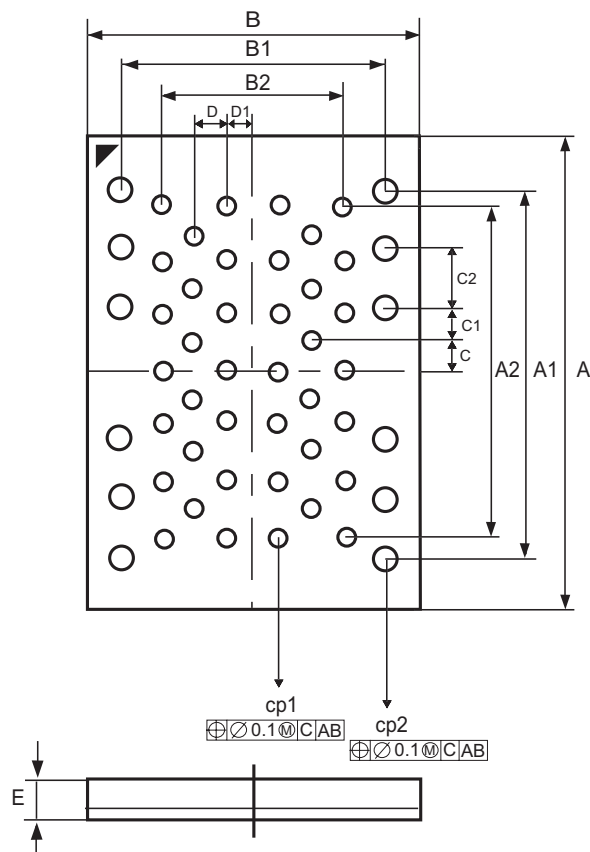 B
B1
B2
D D1
C2
C1
C
A2 A1 A
cp1
⌖ ∅ 0.1 Ⓜ C AB
cp2
⌖ ∅ 0.1 Ⓜ C AB
E